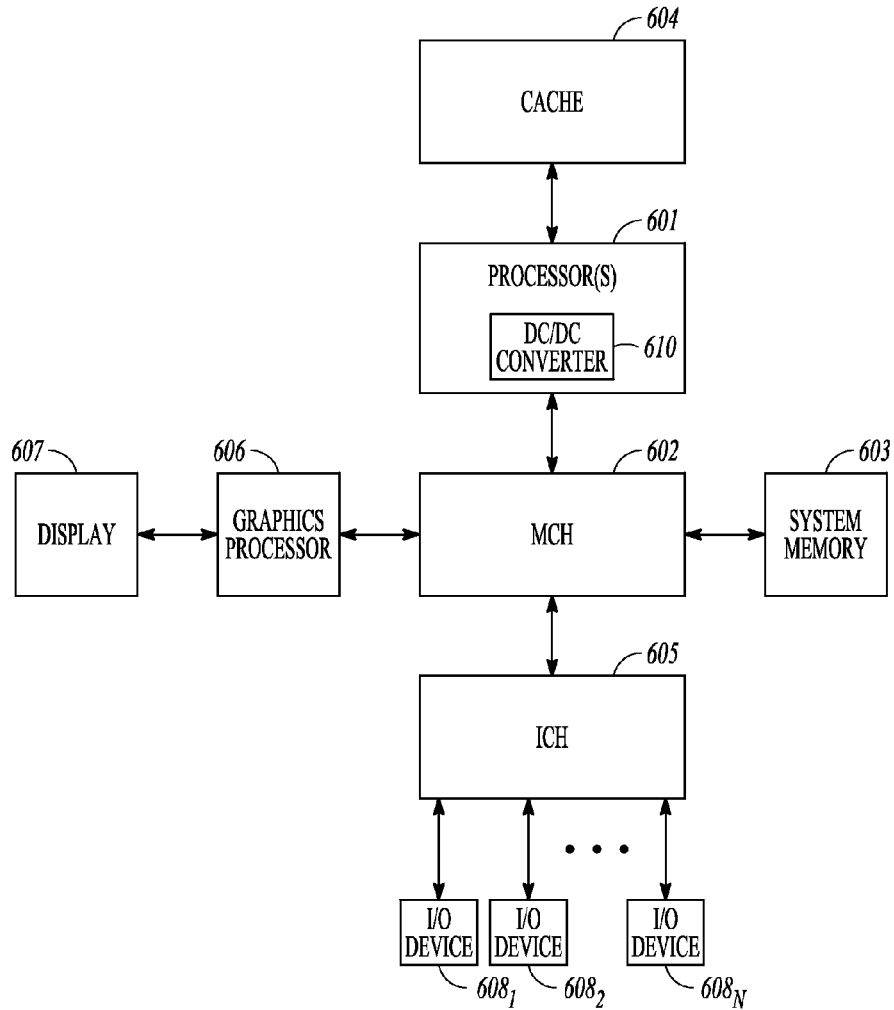 604
CACHE
601
PROCESSOR(S)
DC/DC
CONVERTER
610
607
606
602
603
DISPLAY
GRAPHICS
PROCESSOR
MCH
SYSTEM
MEMORY
605
ICH
• • •
I/O
DEVICE
I/O
DEVICE
I/O
DEVICE
608₁
608₂
608_N